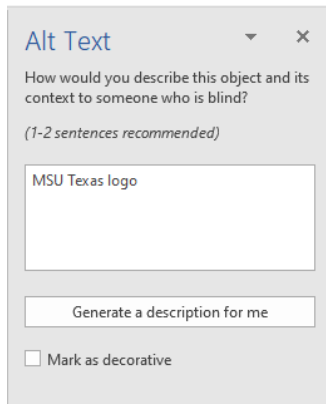 Alt Text
How would you describe this object and its
context to someone who is blind?
(1-2 sentences recommended)
MSU Texas logo
Generate a description for me
Mark as decorative